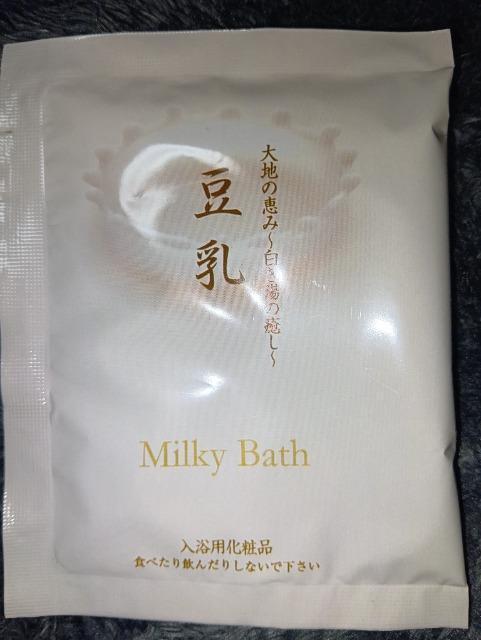 大地の恵み～白き湯の癒し～
豆乳
Milky Bath
入浴用化粧品
食べたり飲んだりしないで下さい